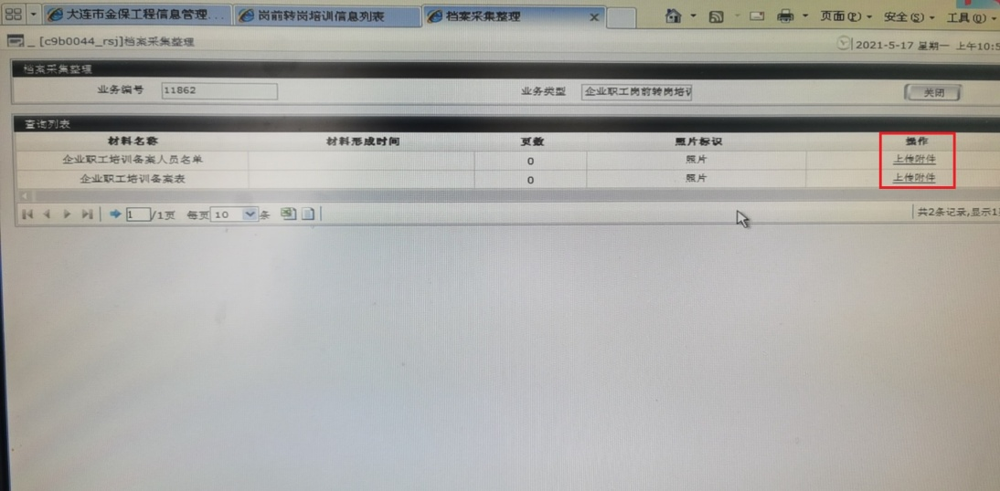 大连市金保工程信息管理... 岗前转岗培训信息列表 档案采集整理 页面(P) 安全(S) 工具(O)
_ [c9b0044_rsj]档案采集整理 2021-5-17 星期一 上午10:5
档案采集整理
业务编号 11862 业务类型 企业职工岗前转岗培训 关闭
查询列表
材料名称 材料形成时间 页数 照片标识 操作
企业职工培训备案人员名单 0 照片 上传附件
企业职工培训备案表 0 照片 上传附件
1 /1页 每页 10 条 共2条记录,显示1